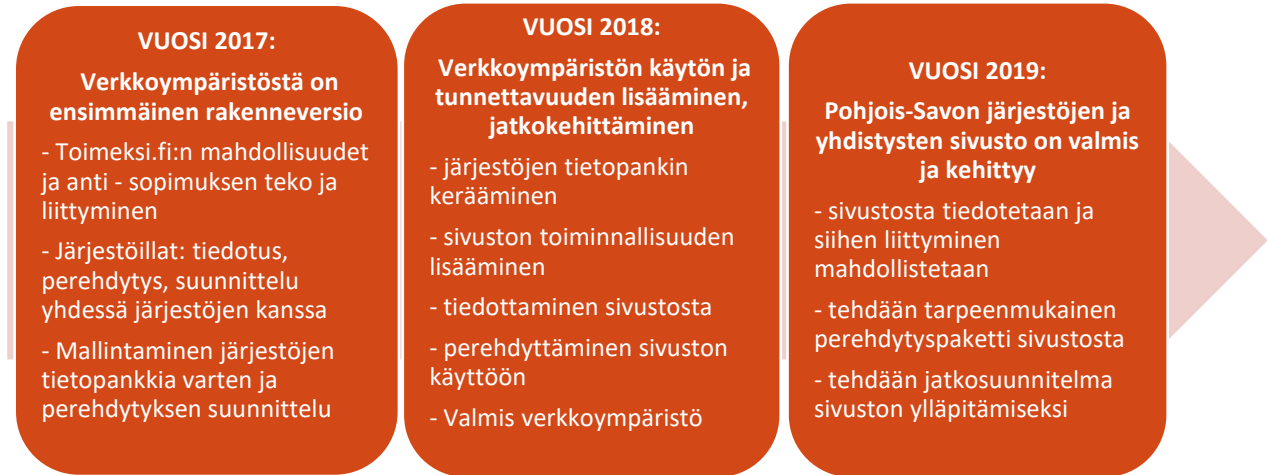 VUOSI 2017:
Verkkoympäristöstä on
ensimmäinen rakenneversio
- Toimeksi.fi:n mahdollisuudet
ja anti - sopimuksen teko ja
liittyminen
- Järjestöillat: tiedotus,
perehdytys, suunnittelu
yhdessä järjestöjen kanssa
- Mallintaminen järjestöjen
tietopankkia varten ja
perehdytyksen suunnittelu
VUOSI 2018:
Verkkoympäristön käytön ja
tunnettavuuden lisääminen,
jatkokehittäminen
- järjestöjen tietopankin
kerääminen
- sivuston toiminnallisuuden
lisääminen
- tiedottaminen sivustosta
- perehdyttäminen sivuston
käyttöön
- Valmis verkkoympäristö
VUOSI 2019:
Pohjois-Savon järjestöjen ja
yhdistysten sivusto on valmis
ja kehittyy
- sivustosta tiedotetaan ja
siihen liittyminen
mahdollistetaan
- tehdään tarpeenmukainen
perehdytyspaketti sivustosta
- tehdään jatkosuunnitelma
sivuston ylläpitämiseksi